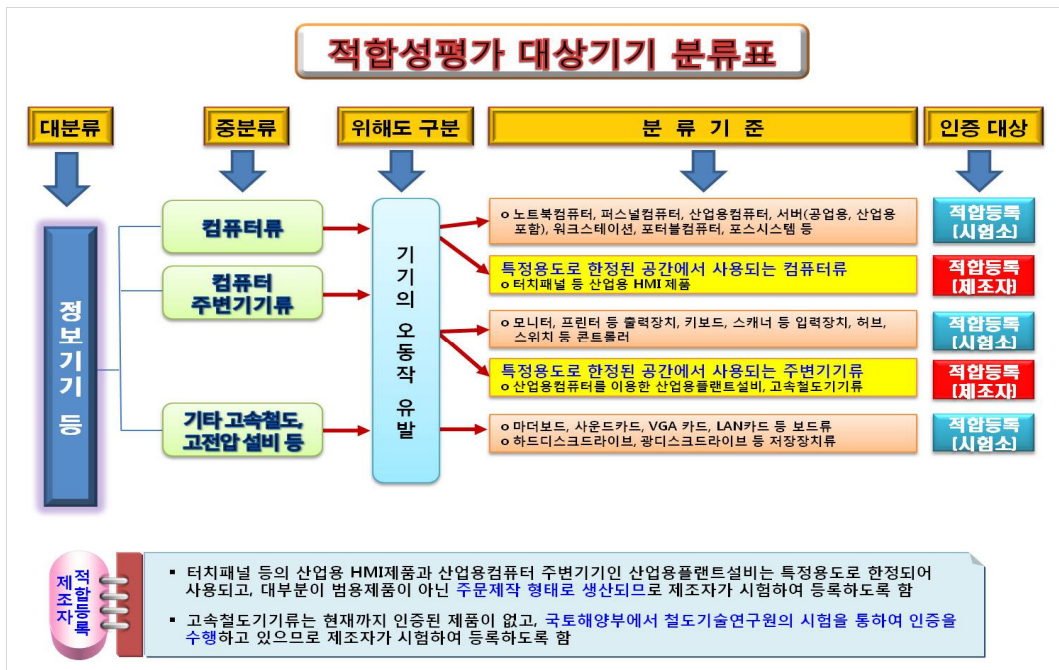 적합성평가 대상기기 분류표
대분류
중분류
위해도 구분
분 류 기 준
인증 대상
정보기기 등
컴퓨터류
컴퓨터
주변기기류
기타 고속철도,
고전압 설비 등
기기의 오동작 유발
o 노트북컴퓨터, 퍼스널컴퓨터, 산업용컴퓨터, 서버(공업용, 산업용
포함), 워크스테이션, 포터블컴퓨터, 포스시스템 등
적합등록
[시험소]
특정용도로 한정된 공간에서 사용되는 컴퓨터류
o 터치패널 등 산업용 HMI 제품
적합등록
[제조자]
o 모니터, 프린터 등 출력장치, 키보드, 스캐너 등 입력장치, 허브,
스위치 등 콘트롤러
적합등록
[시험소]
특정용도로 한정된 공간에서 사용되는 주변기기류
o 산업용컴퓨터를 이용한 산업용플랜트설비, 고속철도기기류
적합등록
[제조자]
o 마더보드, 사운드카드, VGA 카드, LAN카드 등 보드류
o 하드디스크드라이브, 광디스크드라이브 등 저장장치류
적합등록
[시험소]
적합등록
제조자
▪ 터치패널 등의 산업용 HMI제품과 산업용컴퓨터 주변기기인 산업용플랜트설비는 특정용도로 한정되어
사용되고, 대부분이 범용제품이 아닌 주문제작 형태로 생산되므로 제조자가 시험하여 등록하도록 함
▪ 고속철도기기류는 현재까지 인증된 제품이 없고, 국토해양부에서 철도기술연구원의 시험을 통하여 인증을
수행하고 있으므로 제조자가 시험하여 등록하도록 함